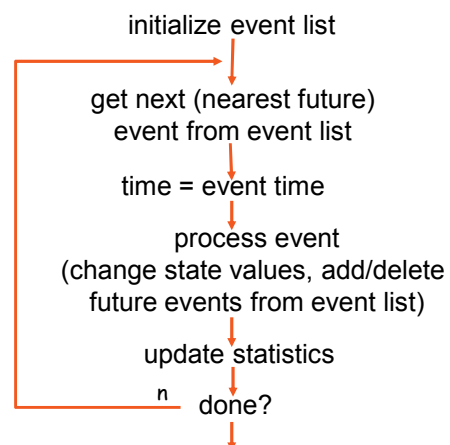 initialize event list
get next (nearest future)
event from event list
time = event time
process event
(change state values, add/delete
future events from event list)
update statistics
n done?